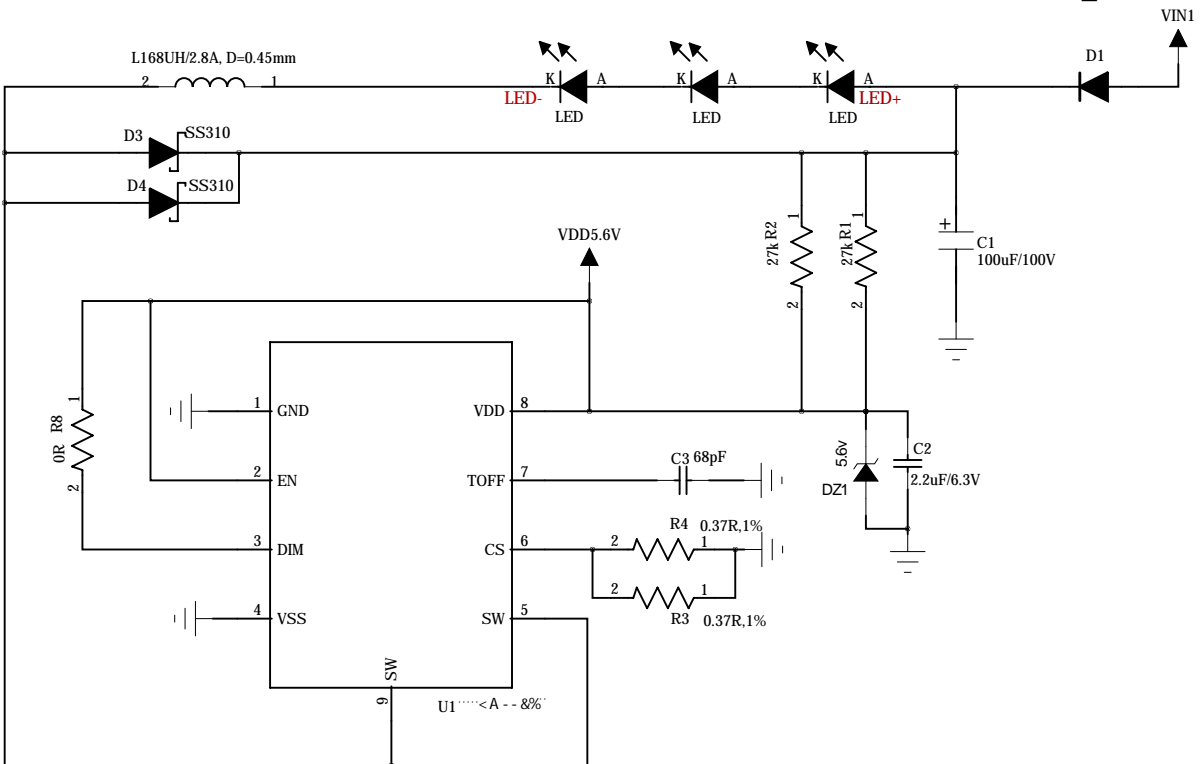 VIN1
D1
L168UH/2.8A, D=0.45mm
2
1
K
A
K
A
K
A
LED-
LED+
LED
LED
LED
D3
SS310
D4
SS310
VDD5.6V
27k R2
1
2
27k R1
1
2
+
C1
100uF/100V
0R R8
1
2
1
GND
VDD
8
2
EN
TOFF
7
3
DIM
CS
6
4
VSS
SW
5
SW
9
U1
C3 68pF
5.6v
DZ1
C2
2.2uF/6.3V
R4 0.37R,1%
2
1
2
1
R3 0.37R,1%